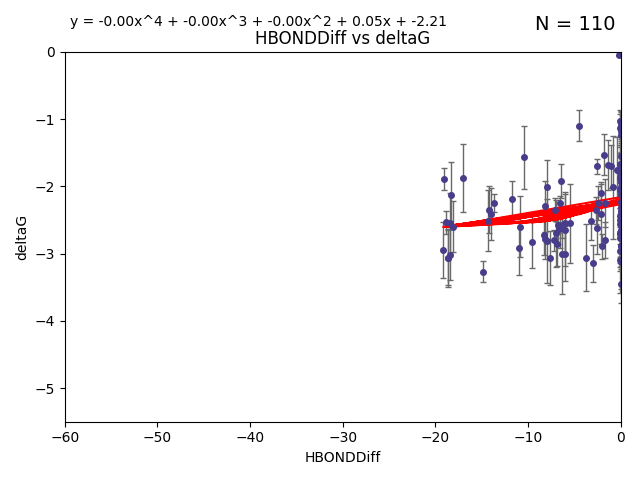 y = -0.00x^4 + -0.00x^3 + -0.00x^2 + 0.05x + -2.21
N = 110
HBONDDiff vs deltaG
0
−1
−2
−3
−4
−5
deltaG
−60 −50 −40 −30 −20 −10 0
HBONDDiff